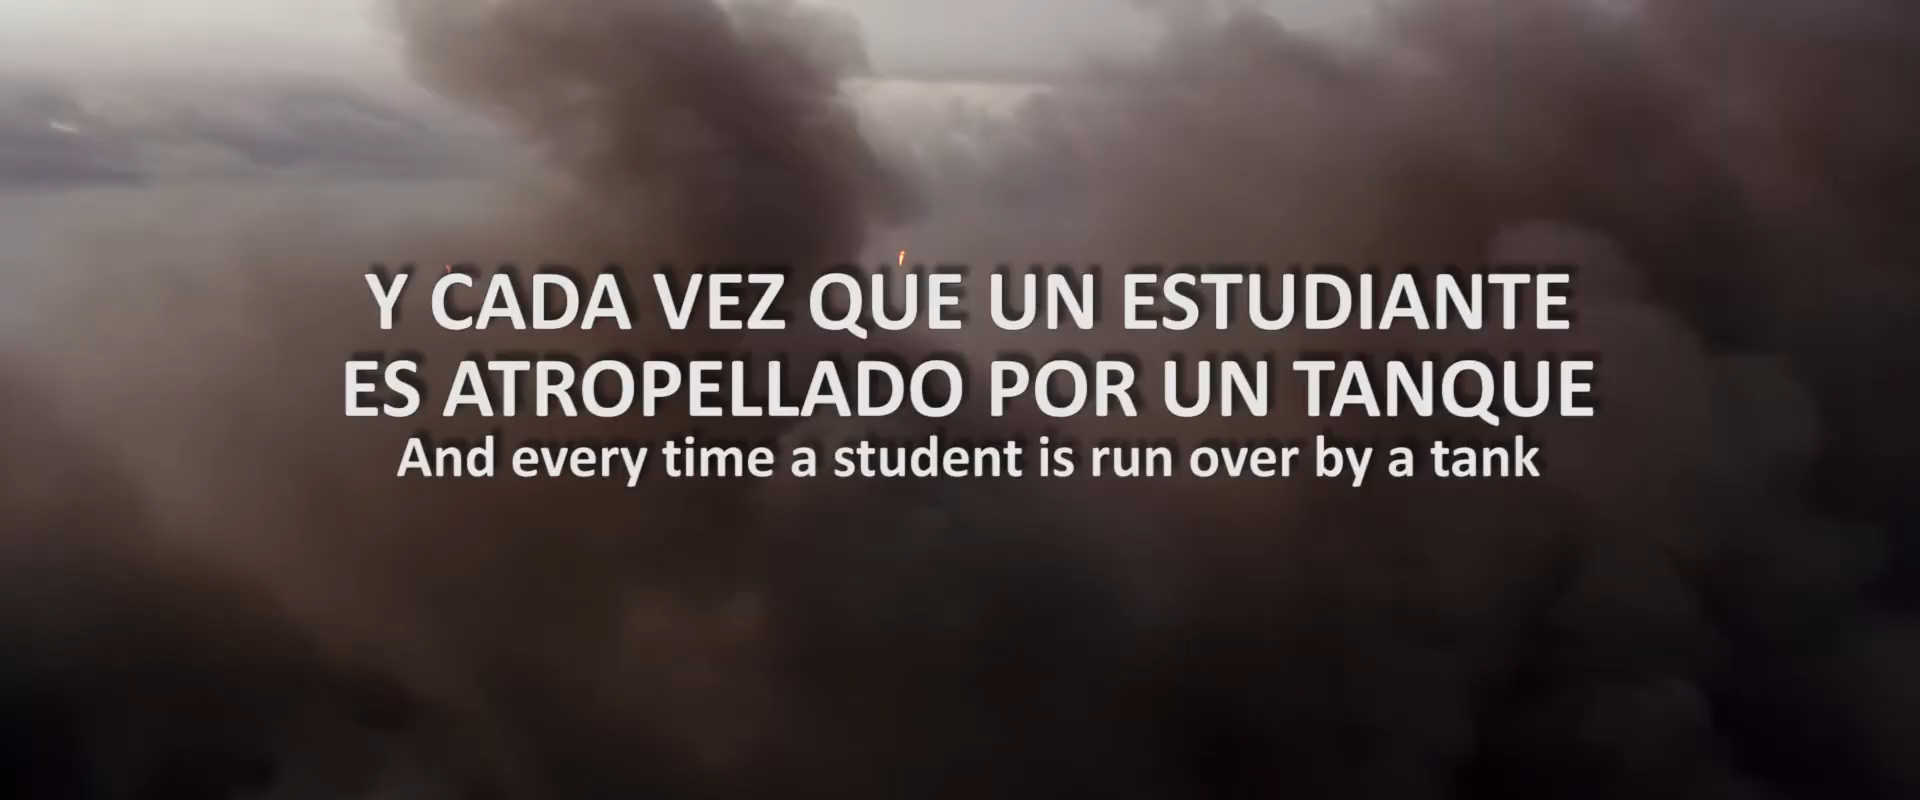 Y CADA VEZ QUE UN ESTUDIANTE
ES ATROPELLADO POR UN TANQUE
And every time a student is run over by a tank